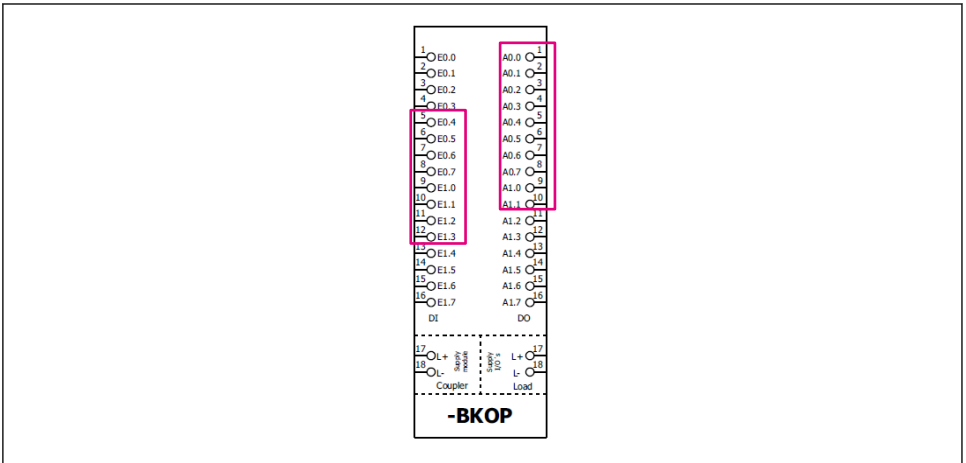 1 E0.0 A0.0 1
2 E0.1 A0.1 2
3 E0.2 A0.2 3
4 E0.3 A0.3 4
5 E0.4 A0.4 5
6 E0.5 A0.5 6
7 E0.6 A0.6 7
8 E0.7 A0.7 8
9 E1.0 A1.0 9
10 E1.1 A1.1 10
11 E1.2 A1.2 11
12 E1.3 A1.3 12
13 E1.4 A1.4 13
14 E1.5 A1.5 14
15 E1.6 A1.6 15
16 E1.7 A1.7 16
DI DO
17 L+ L+ 17
18 L- L- 18
Supply
module
Supply
I/O`s
Coupler Load
-BKOP